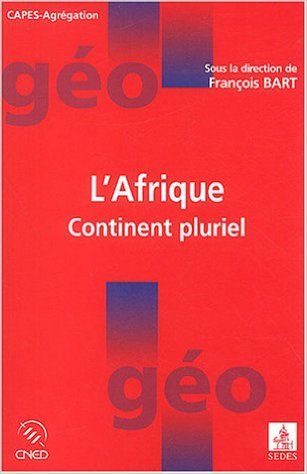 CAPES-Agrégation
géo
Sous la direction de
François BART
L'Afrique
Continent pluriel
géo
CNED
SEDES